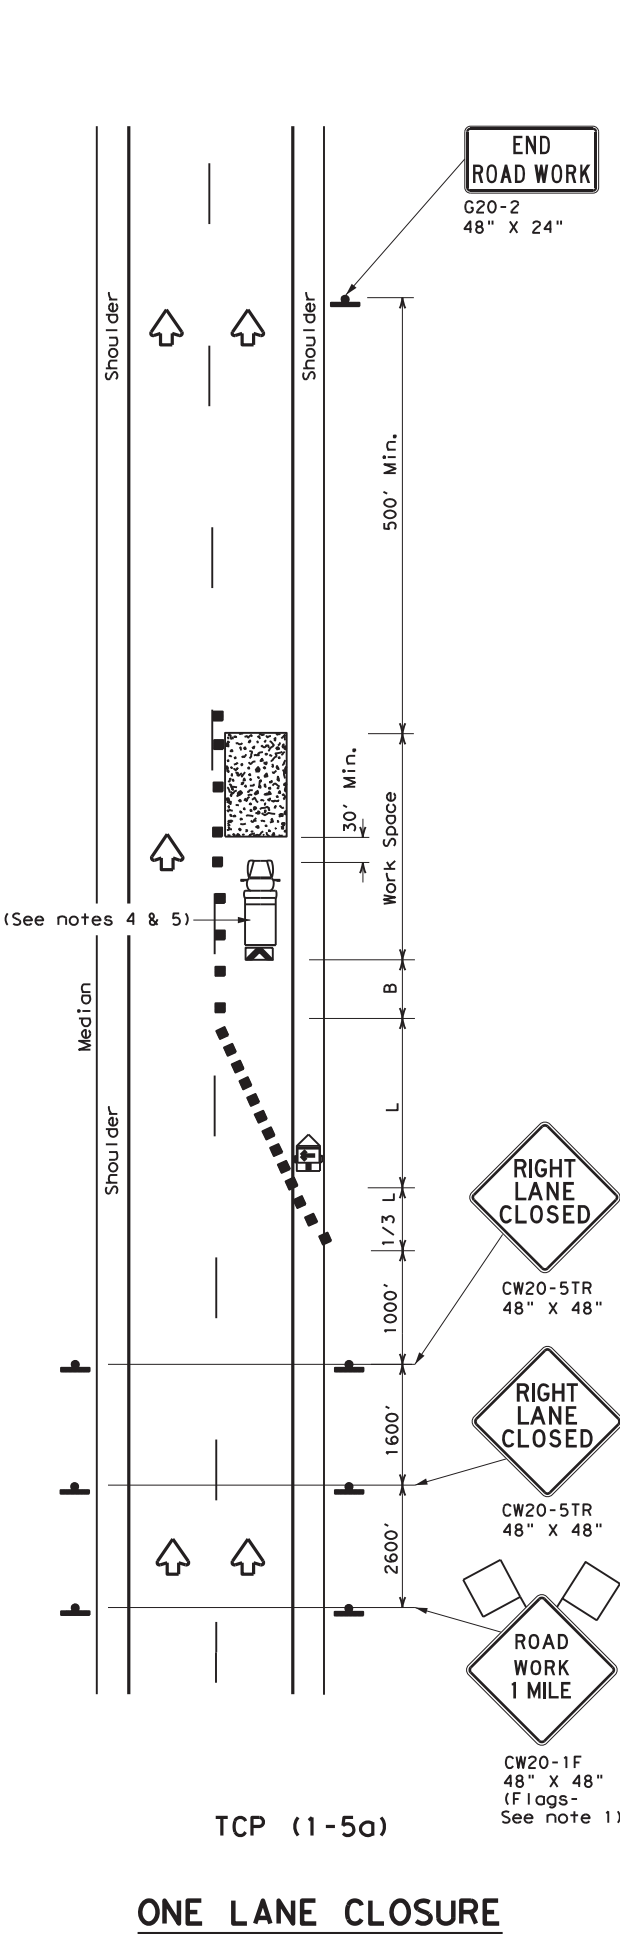 END
ROAD WORK
G20-2
48" X 24"
Shoulder
Shoulder
500' Min.
30' Min.
Work Space
(See notes 4 & 5)
B
Median
L
Shoulder
RIGHT
LANE
CLOSED
1/3 L
CW20-5TR
48" X 48"
1000'
RIGHT
LANE
CLOSED
1600'
CW20-5TR
48" X 48"
2600'
ROAD
WORK
1 MILE
CW20-1F
48" X 48"
(Flags-
See note 1)
TCP (1-5a)
ONE LANE CLOSURE